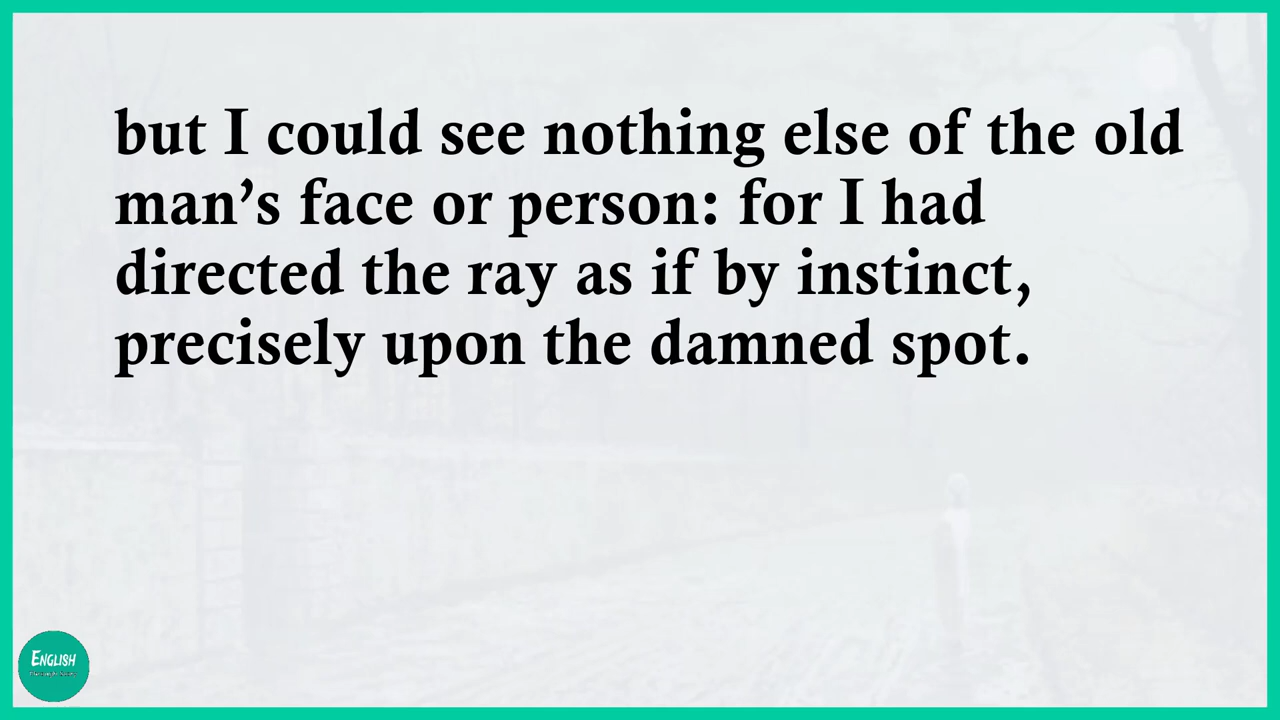 but I could see nothing else of the old
man’s face or person: for I had
directed the ray as if by instinct,
precisely upon the damned spot.
ENGLISH